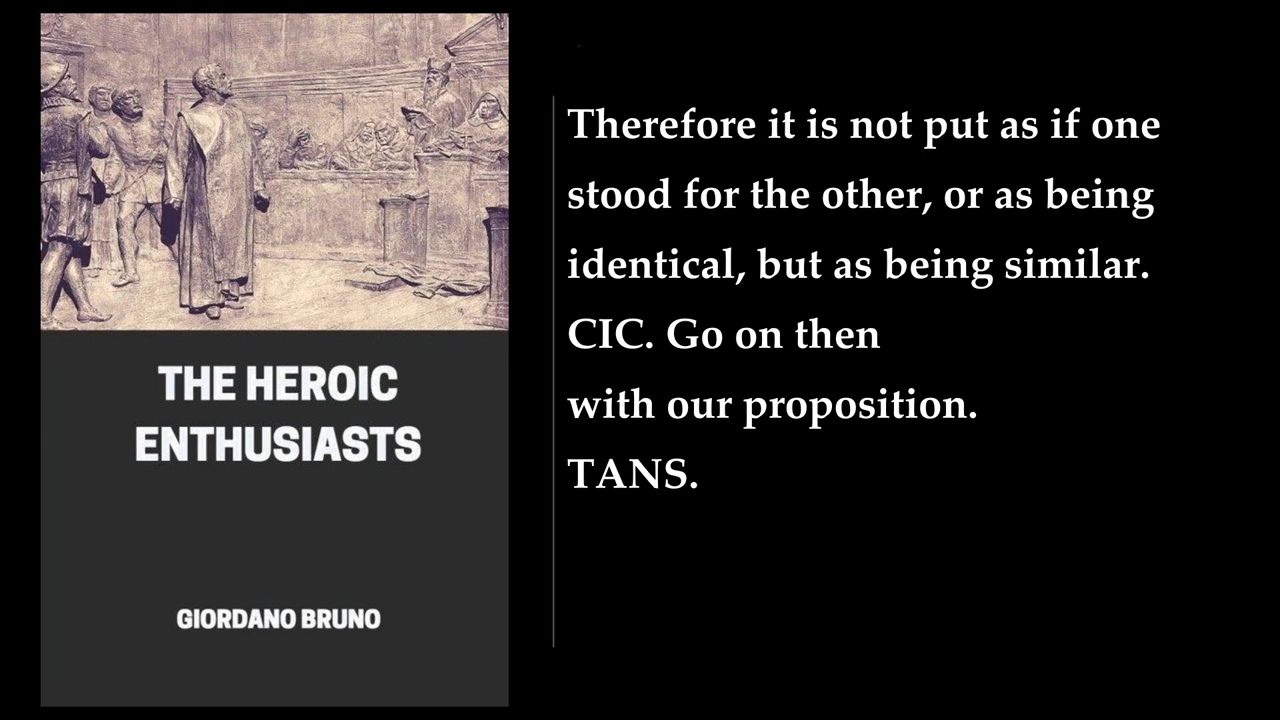 THE HEROIC
ENTHUSIASTS
GIORDANO BRUNO
Therefore it is not put as if one
stood for the other, or as being
identical, but as being similar.
CIC. Go on then
with our proposition.
TANS.